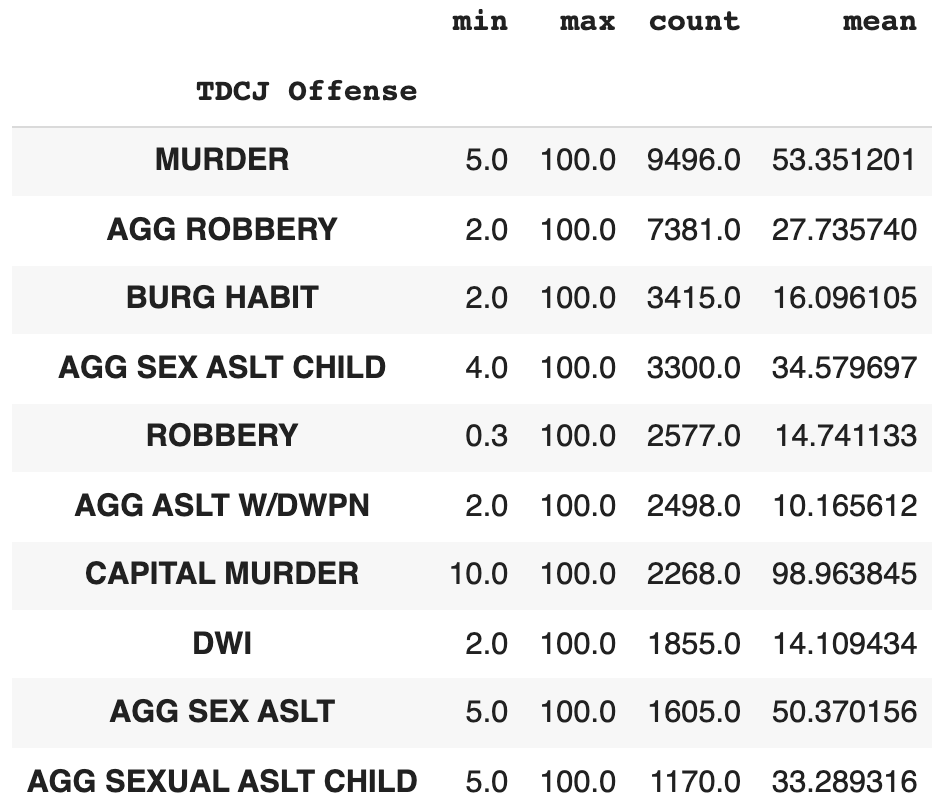 min max count mean
TDCJ Offense
MURDER 5.0 100.0 9496.0 53.351201
AGG ROBBERY 2.0 100.0 7381.0 27.735740
BURG HABIT 2.0 100.0 3415.0 16.096105
AGG SEX ASLT CHILD 4.0 100.0 3300.0 34.579697
ROBBERY 0.3 100.0 2577.0 14.741133
AGG ASLT W/DWPN 2.0 100.0 2498.0 10.165612
CAPITAL MURDER 10.0 100.0 2268.0 98.963845
DWI 2.0 100.0 1855.0 14.109434
AGG SEX ASLT 5.0 100.0 1605.0 50.370156
AGG SEXUAL ASLT CHILD 5.0 100.0 1170.0 33.289316